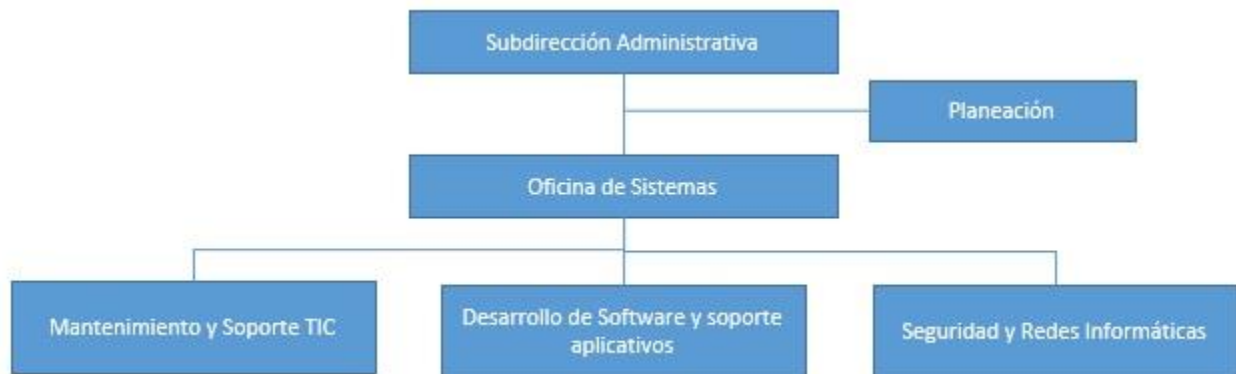 Subdirección Administrativa
Planeación
Oficina de Sistemas
Mantenimiento y Soporte TIC
Desarrollo de Software y soporte
aplicativos
Seguridad y Redes Informáticas